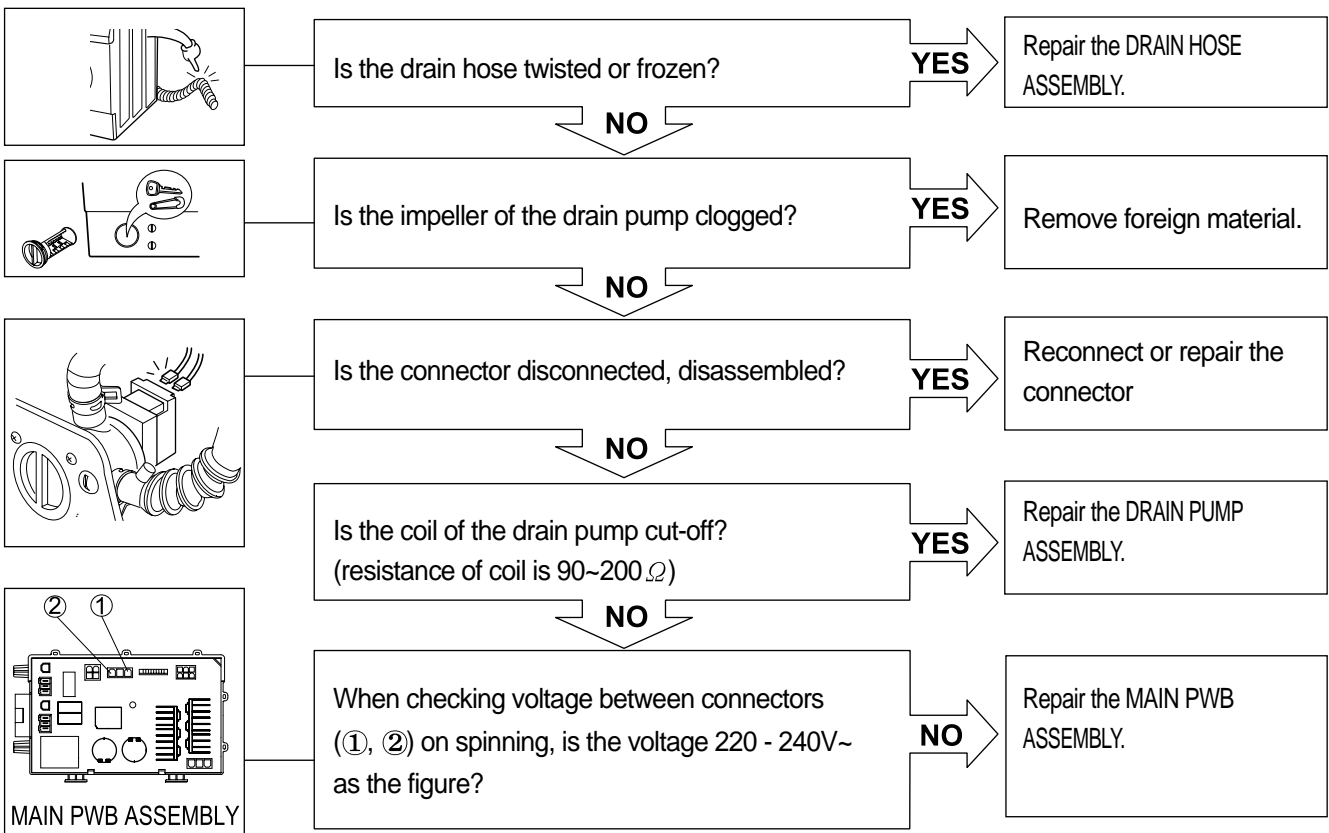 Is the drain hose twisted or frozen?
YES
Repair the DRAIN HOSE
ASSEMBLY.
NO
Is the impeller of the drain pump clogged?
YES
Remove foreign material.
NO
Is the connector disconnected, disassembled?
YES
Reconnect or repair the
connector
NO
Is the coil of the drain pump cut-off?
(resistance of coil is 90~200 Ω)
YES
Repair the DRAIN PUMP
ASSEMBLY.
NO
② ①
MAIN PWB ASSEMBLY
When checking voltage between connectors
(①, ②) on spinning, is the voltage 220 - 240V~
as the figure?
NO
Repair the MAIN PWB
ASSEMBLY.